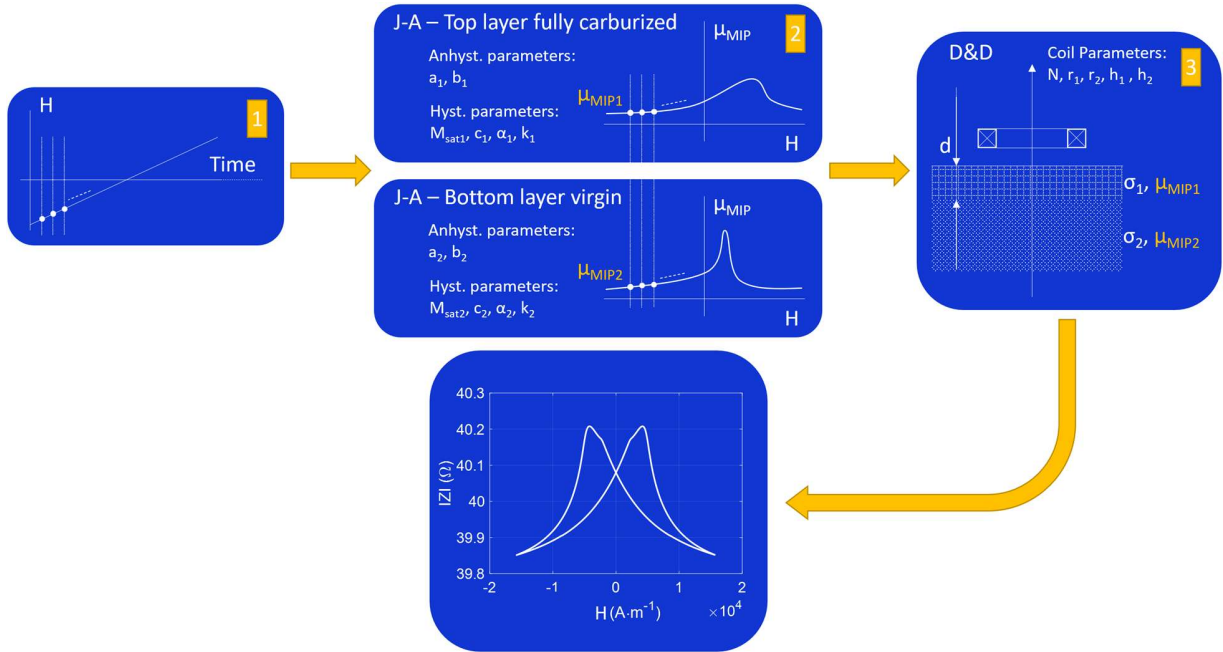 H
1
Time
J-A – Top layer fully carburized
2
μMIP
Anhyst. parameters:
a₁, b₁
μMIP1
Hyst. parameters:
Msat1, c₁, α₁, k₁
H
J-A – Bottom layer virgin
μMIP
Anhyst. parameters:
a₂, b₂
μMIP2
Hyst. parameters:
Msat2, c₂, α₂, k₂
H
D&D
Coil Parameters:
N, r₁, r₂, h₁ , h₂
3
d
σ₁, μMIP1
σ₂, μMIP2
40.3
40.2
40.1
40
39.9
39.8
IZI (Ω)
-2
-1
0
1
2
H (A·m⁻¹)
×10⁴